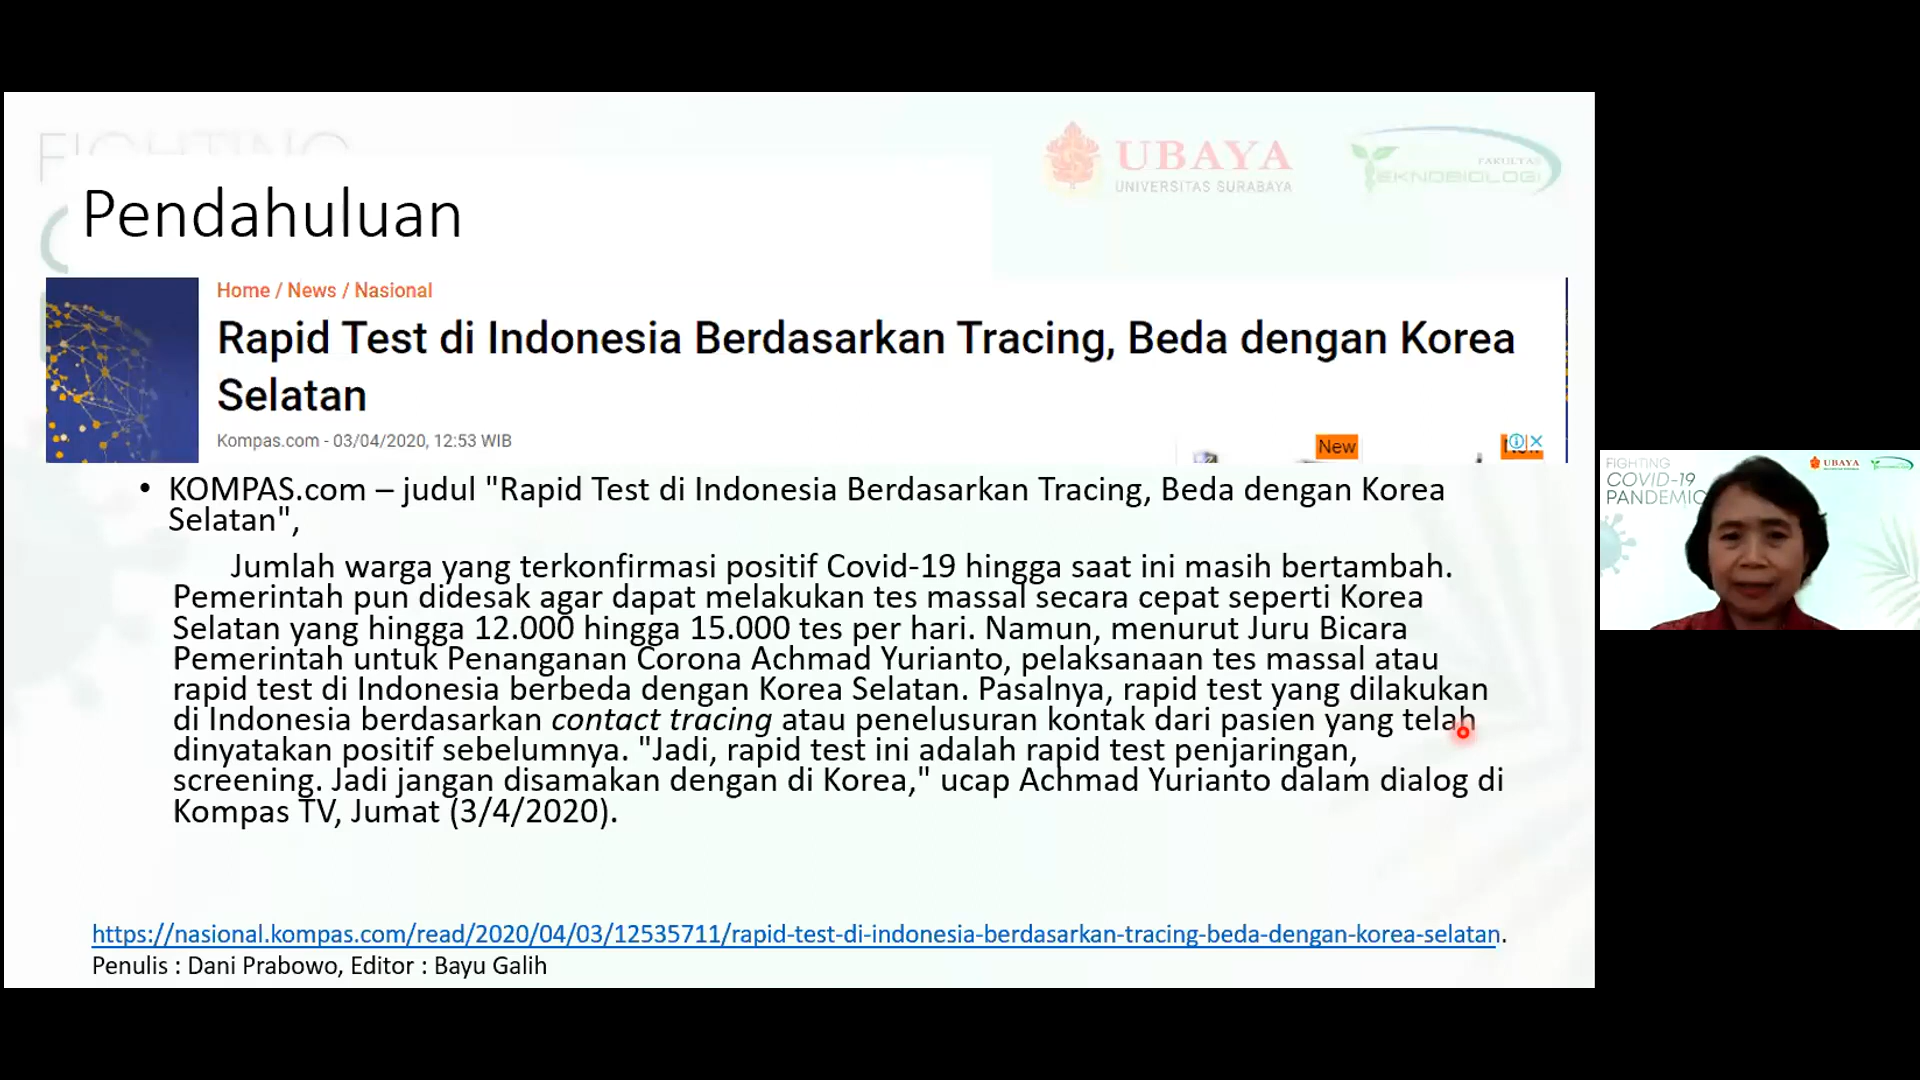 FIGHTING
UBAYA
UNIVERSITAS SURABAYA
FAKULTAS
TEKNOBIOLOGI
Pendahuluan
Home / News / Nasional
Rapid Test di Indonesia Berdasarkan Tracing, Beda dengan Korea
Selatan
Kompas.com - 03/04/2020, 12:53 WIB
New
• KOMPAS.com – judul "Rapid Test di Indonesia Berdasarkan Tracing, Beda dengan Korea
Selatan",
Jumlah warga yang terkonfirmasi positif Covid-19 hingga saat ini masih bertambah.
Pemerintah pun didesak agar dapat melakukan tes massal secara cepat seperti Korea
Selatan yang hingga 12.000 hingga 15.000 tes per hari. Namun, menurut Juru Bicara
Pemerintah untuk Penanganan Corona Achmad Yurianto, pelaksanaan tes massal atau
rapid test di Indonesia berbeda dengan Korea Selatan. Pasalnya, rapid test yang dilakukan
di Indonesia berdasarkan contact tracing atau penelusuran kontak dari pasien yang telah
dinyatakan positif sebelumnya. "Jadi, rapid test ini adalah rapid test penjaringan,
screening. Jadi jangan disamakan dengan di Korea," ucap Achmad Yurianto dalam dialog di
Kompas TV, Jumat (3/4/2020).
https://nasional.kompas.com/read/2020/04/03/12535711/rapid-test-di-indonesia-berdasarkan-tracing-beda-dengan-korea-selatan.
Penulis : Dani Prabowo, Editor : Bayu Galih
FIGHTING
COVID-19
PANDEMIC
UBAYA